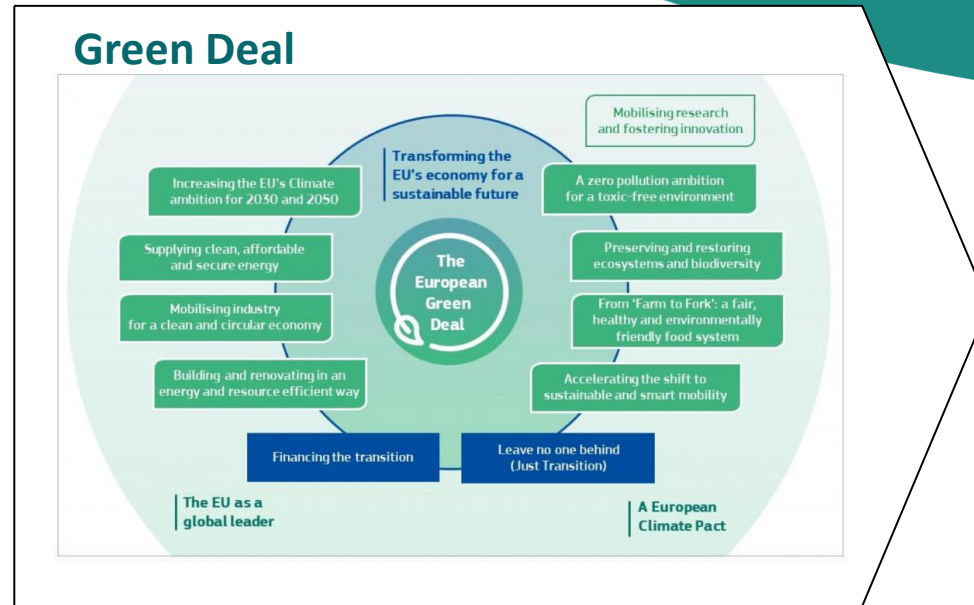 Green Deal
Mobilising research
and fostering innovation
Transforming the
EU's economy for a
sustainable future
Increasing the EU's Climate
ambition for 2030 and 2050
Supplying clean, affordable
and secure energy
Mobilising industry
for a clean and circular economy
Building and renovating in an
energy and resource efficient way
The
European
Green
Deal
A zero pollution ambition
for a toxic-free environment
Preserving and restoring
ecosystems and biodiversity
From 'Farm to Fork': a fair,
healthy and environmentally
friendly food system
Accelerating the shift to
sustainable and smart mobility
Financing the transition
Leave no one behind
(Just Transition)
The EU as a
global leader
A European
Climate Pact